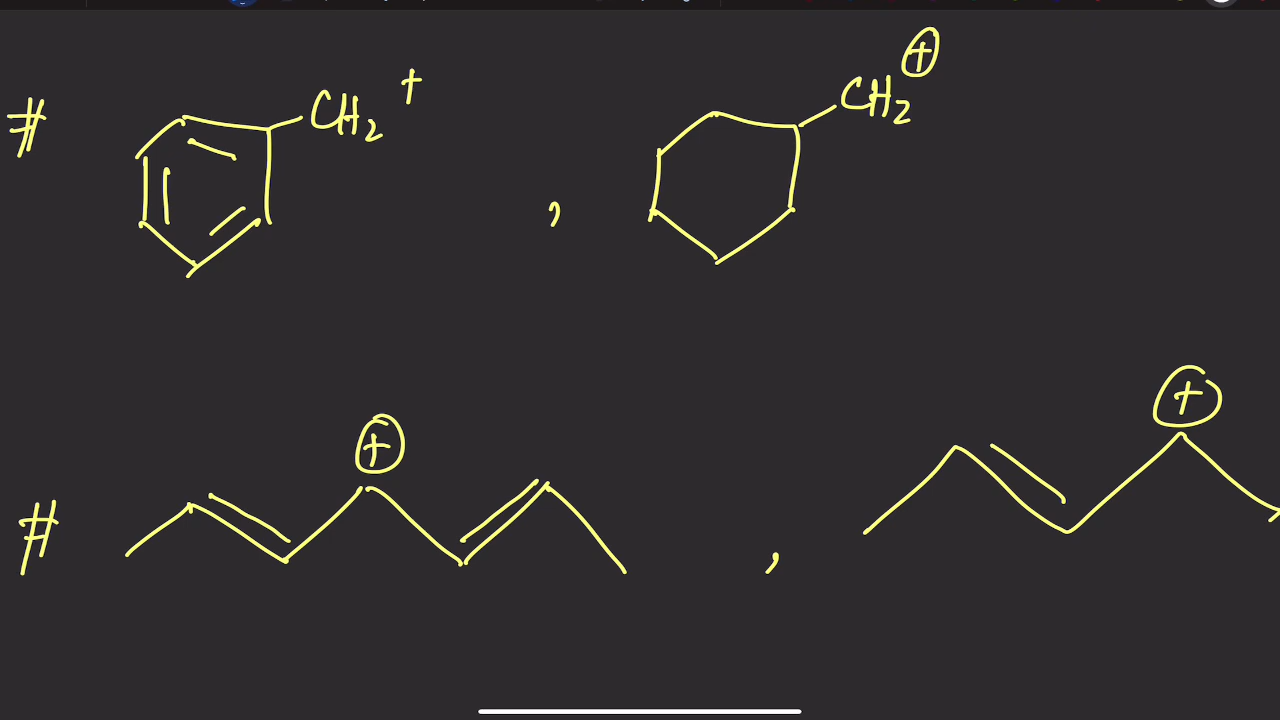 # CH₂⁺ , CH₂⊕
# ⊕ , ⊕